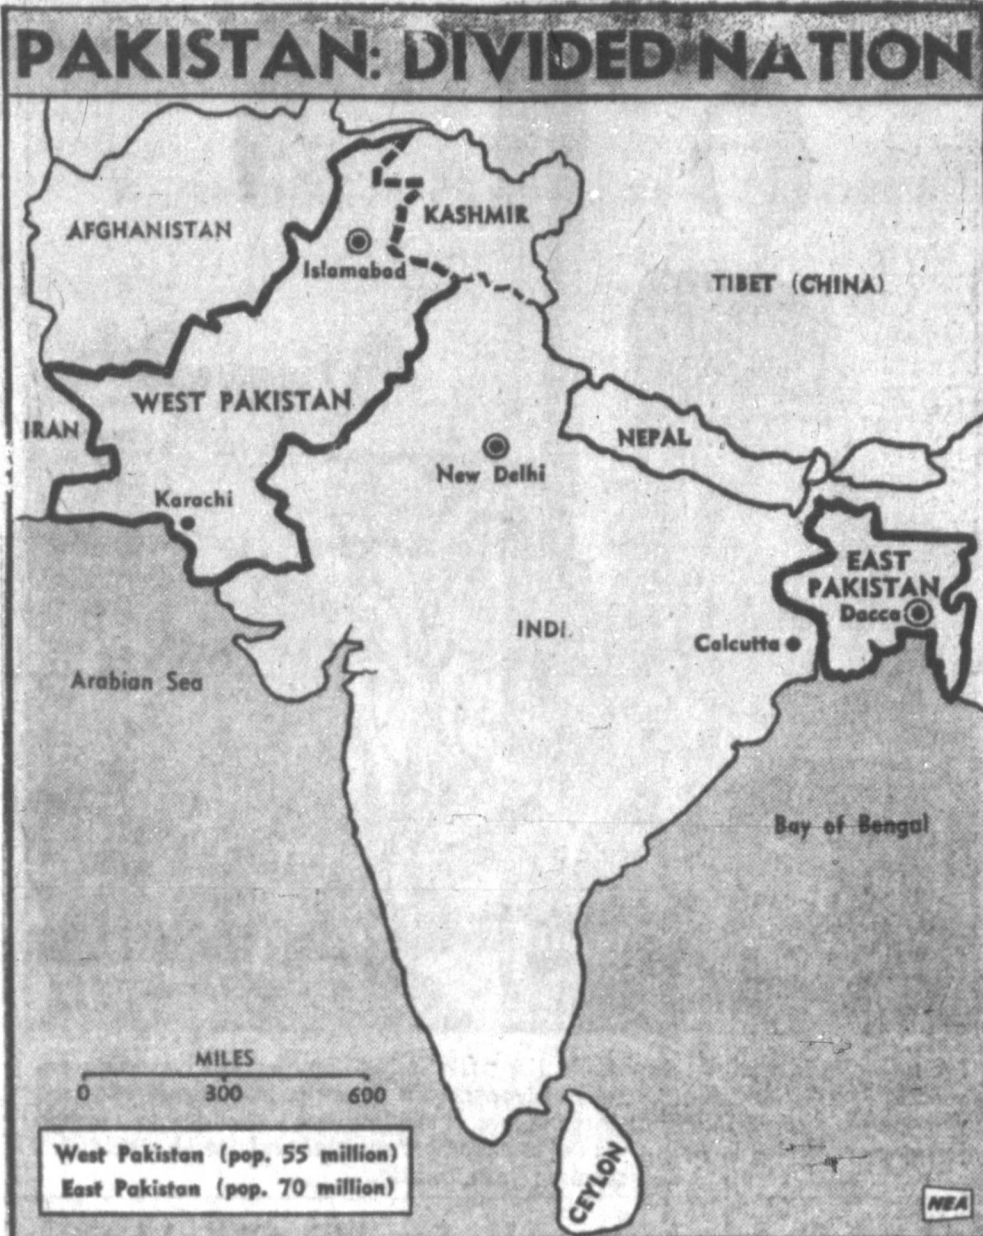 PAKISTAN: DIVIDED NATION
AFGHANISTAN
KASHMIR
Islamabad
TIBET (CHINA)
WEST PAKISTAN
IRAN
NEPAL
New Delhi
Karachi
EAST
PAKISTAN
Dacca
INDI
Calcutta
Arabian Sea
Bay of Bengal
MILES
0 300 600
West Pakistan (pop. 55 million)
East Pakistan (pop. 70 million)
CEYLON
NEA